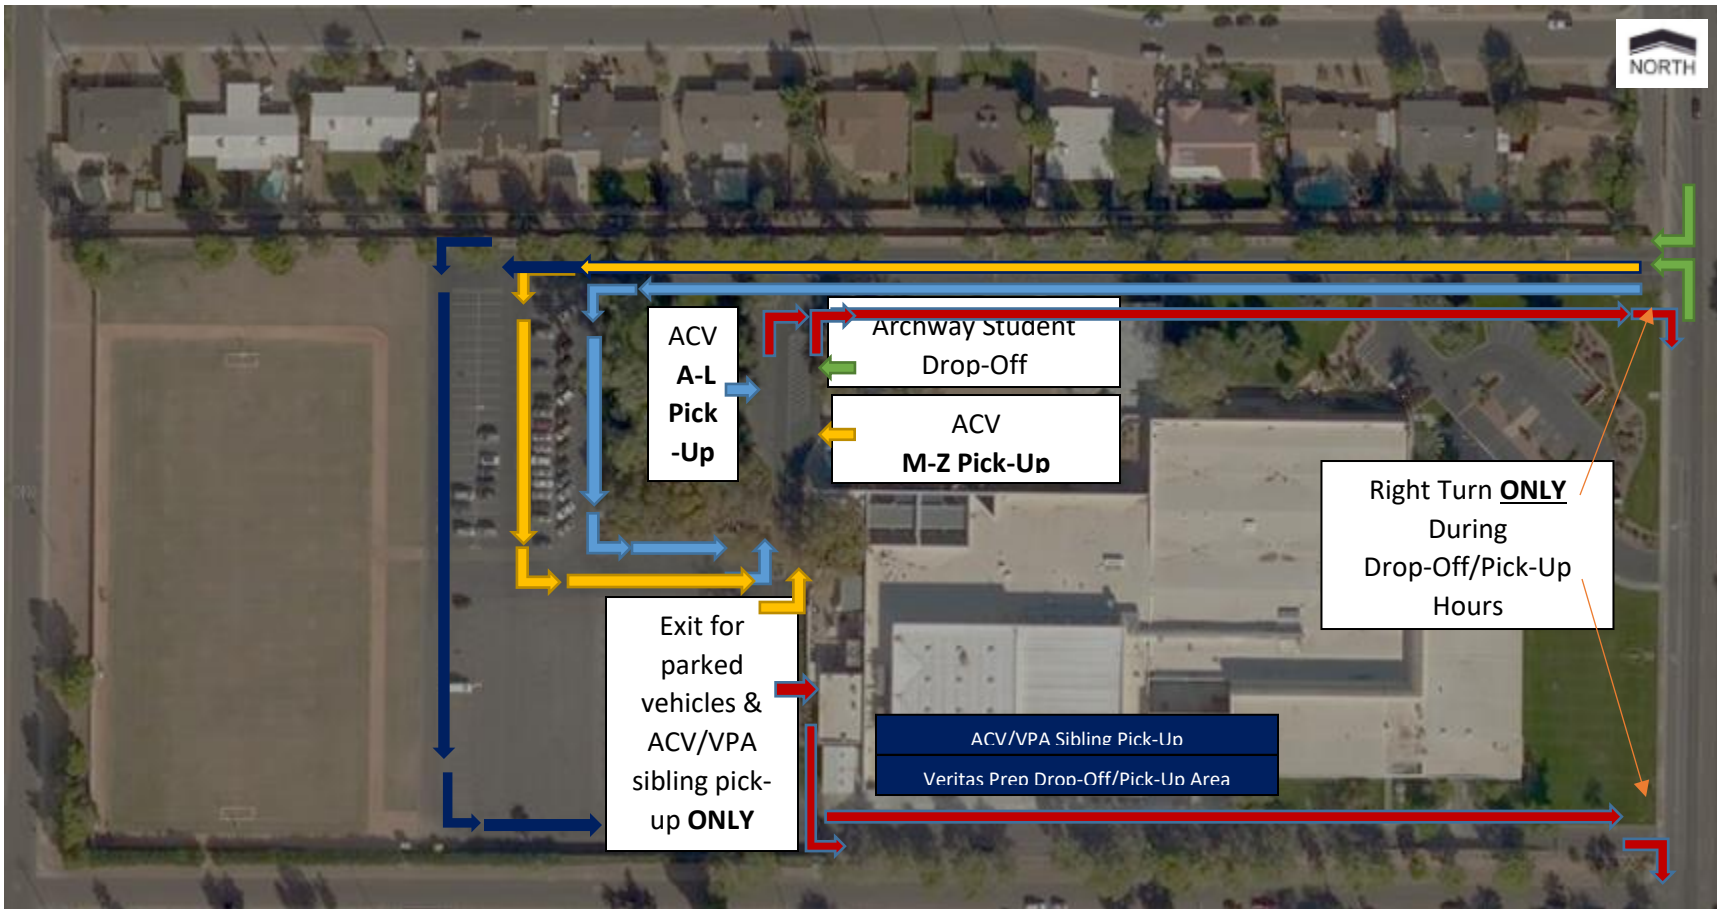 NORTH
ACV
A-L
Pick
-Up
Archway Student
Drop-Off
ACV
M-Z Pick-Up
Right Turn ONLY
During
Drop-Off/Pick-Up
Hours
Exit for
parked
vehicles &
ACV/VPA
sibling pick-
up ONLY
ACV/VPA Sibling Pick-Up
Veritas Prep Drop-Off/Pick-Up Area